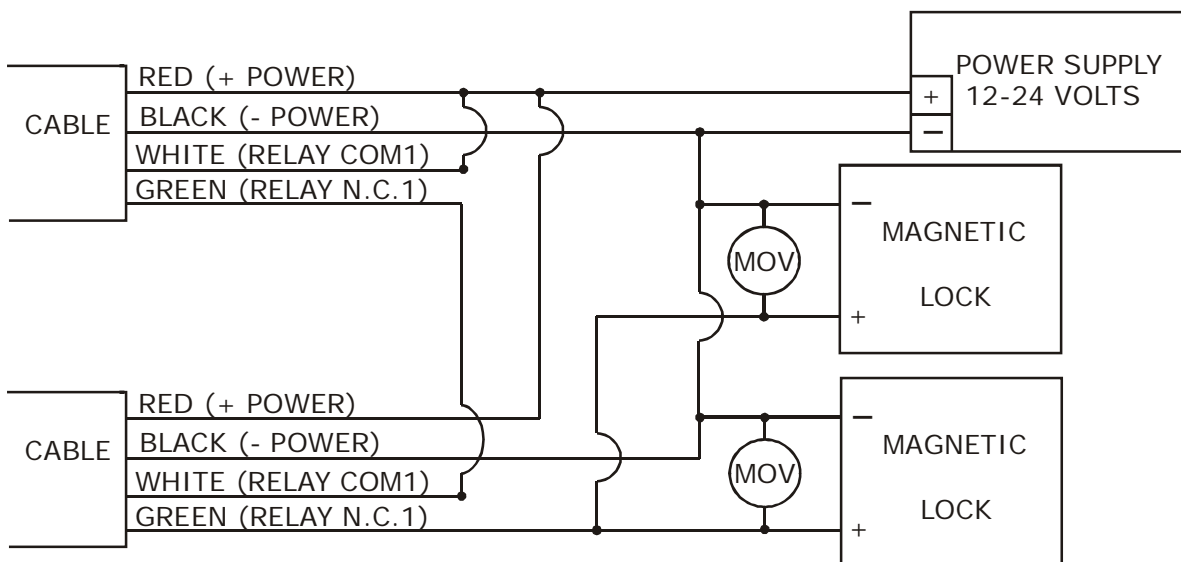 RED (+ POWER)
CABLE
BLACK (- POWER)
WHITE (RELAY COM1)
GREEN (RELAY N.C.1)
POWER SUPPLY
12-24 VOLTS
+
−
−
MAGNETIC
MOV
LOCK
+
RED (+ POWER)
CABLE
BLACK (- POWER)
WHITE (RELAY COM1)
GREEN (RELAY N.C.1)
−
MAGNETIC
MOV
LOCK
+